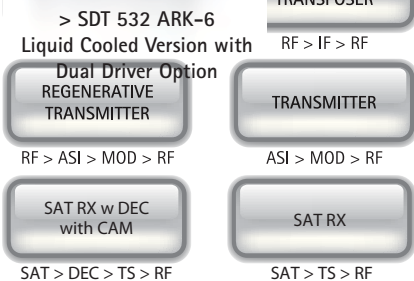 TRANSPOSER
> SDT 532 ARK-6
Liquid Cooled Version with
Dual Driver Option
RF > IF > RF
REGENERATIVE
TRANSMITTER
TRANSMITTER
RF > ASI > MOD > RF
ASI > MOD > RF
SAT RX w DEC
with CAM
SAT RX
SAT > DEC > TS > RF
SAT > TS > RF